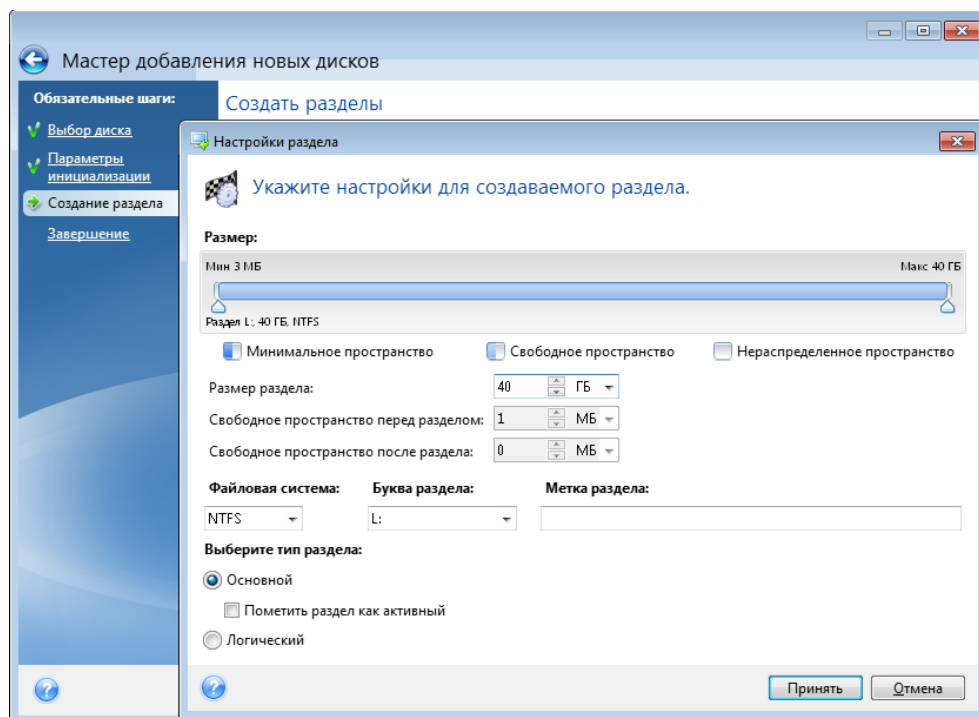 Мастер добавления новых дисков
Обязательные шаги:
Выбор диска
Параметры
инициализации
Создание раздела
Завершение
Создать разделы
Настройки раздела
Укажите настройки для создаваемого раздела.
Размер:
Мин 3 МБ Макс 40 ГБ
Раздел L:, 40 ГБ, NTFS
Минимальное пространство Свободное пространство Нераспределенное пространство
Размер раздела: 40 ГБ
Свободное пространство перед разделом: 1 МБ
Свободное пространство после раздела: 0 МБ
Файловая система: Буква раздела: Метка раздела:
NTFS L:
Выберите тип раздела:
Основной
Пометить раздел как активный
Логический
Принять Отмена